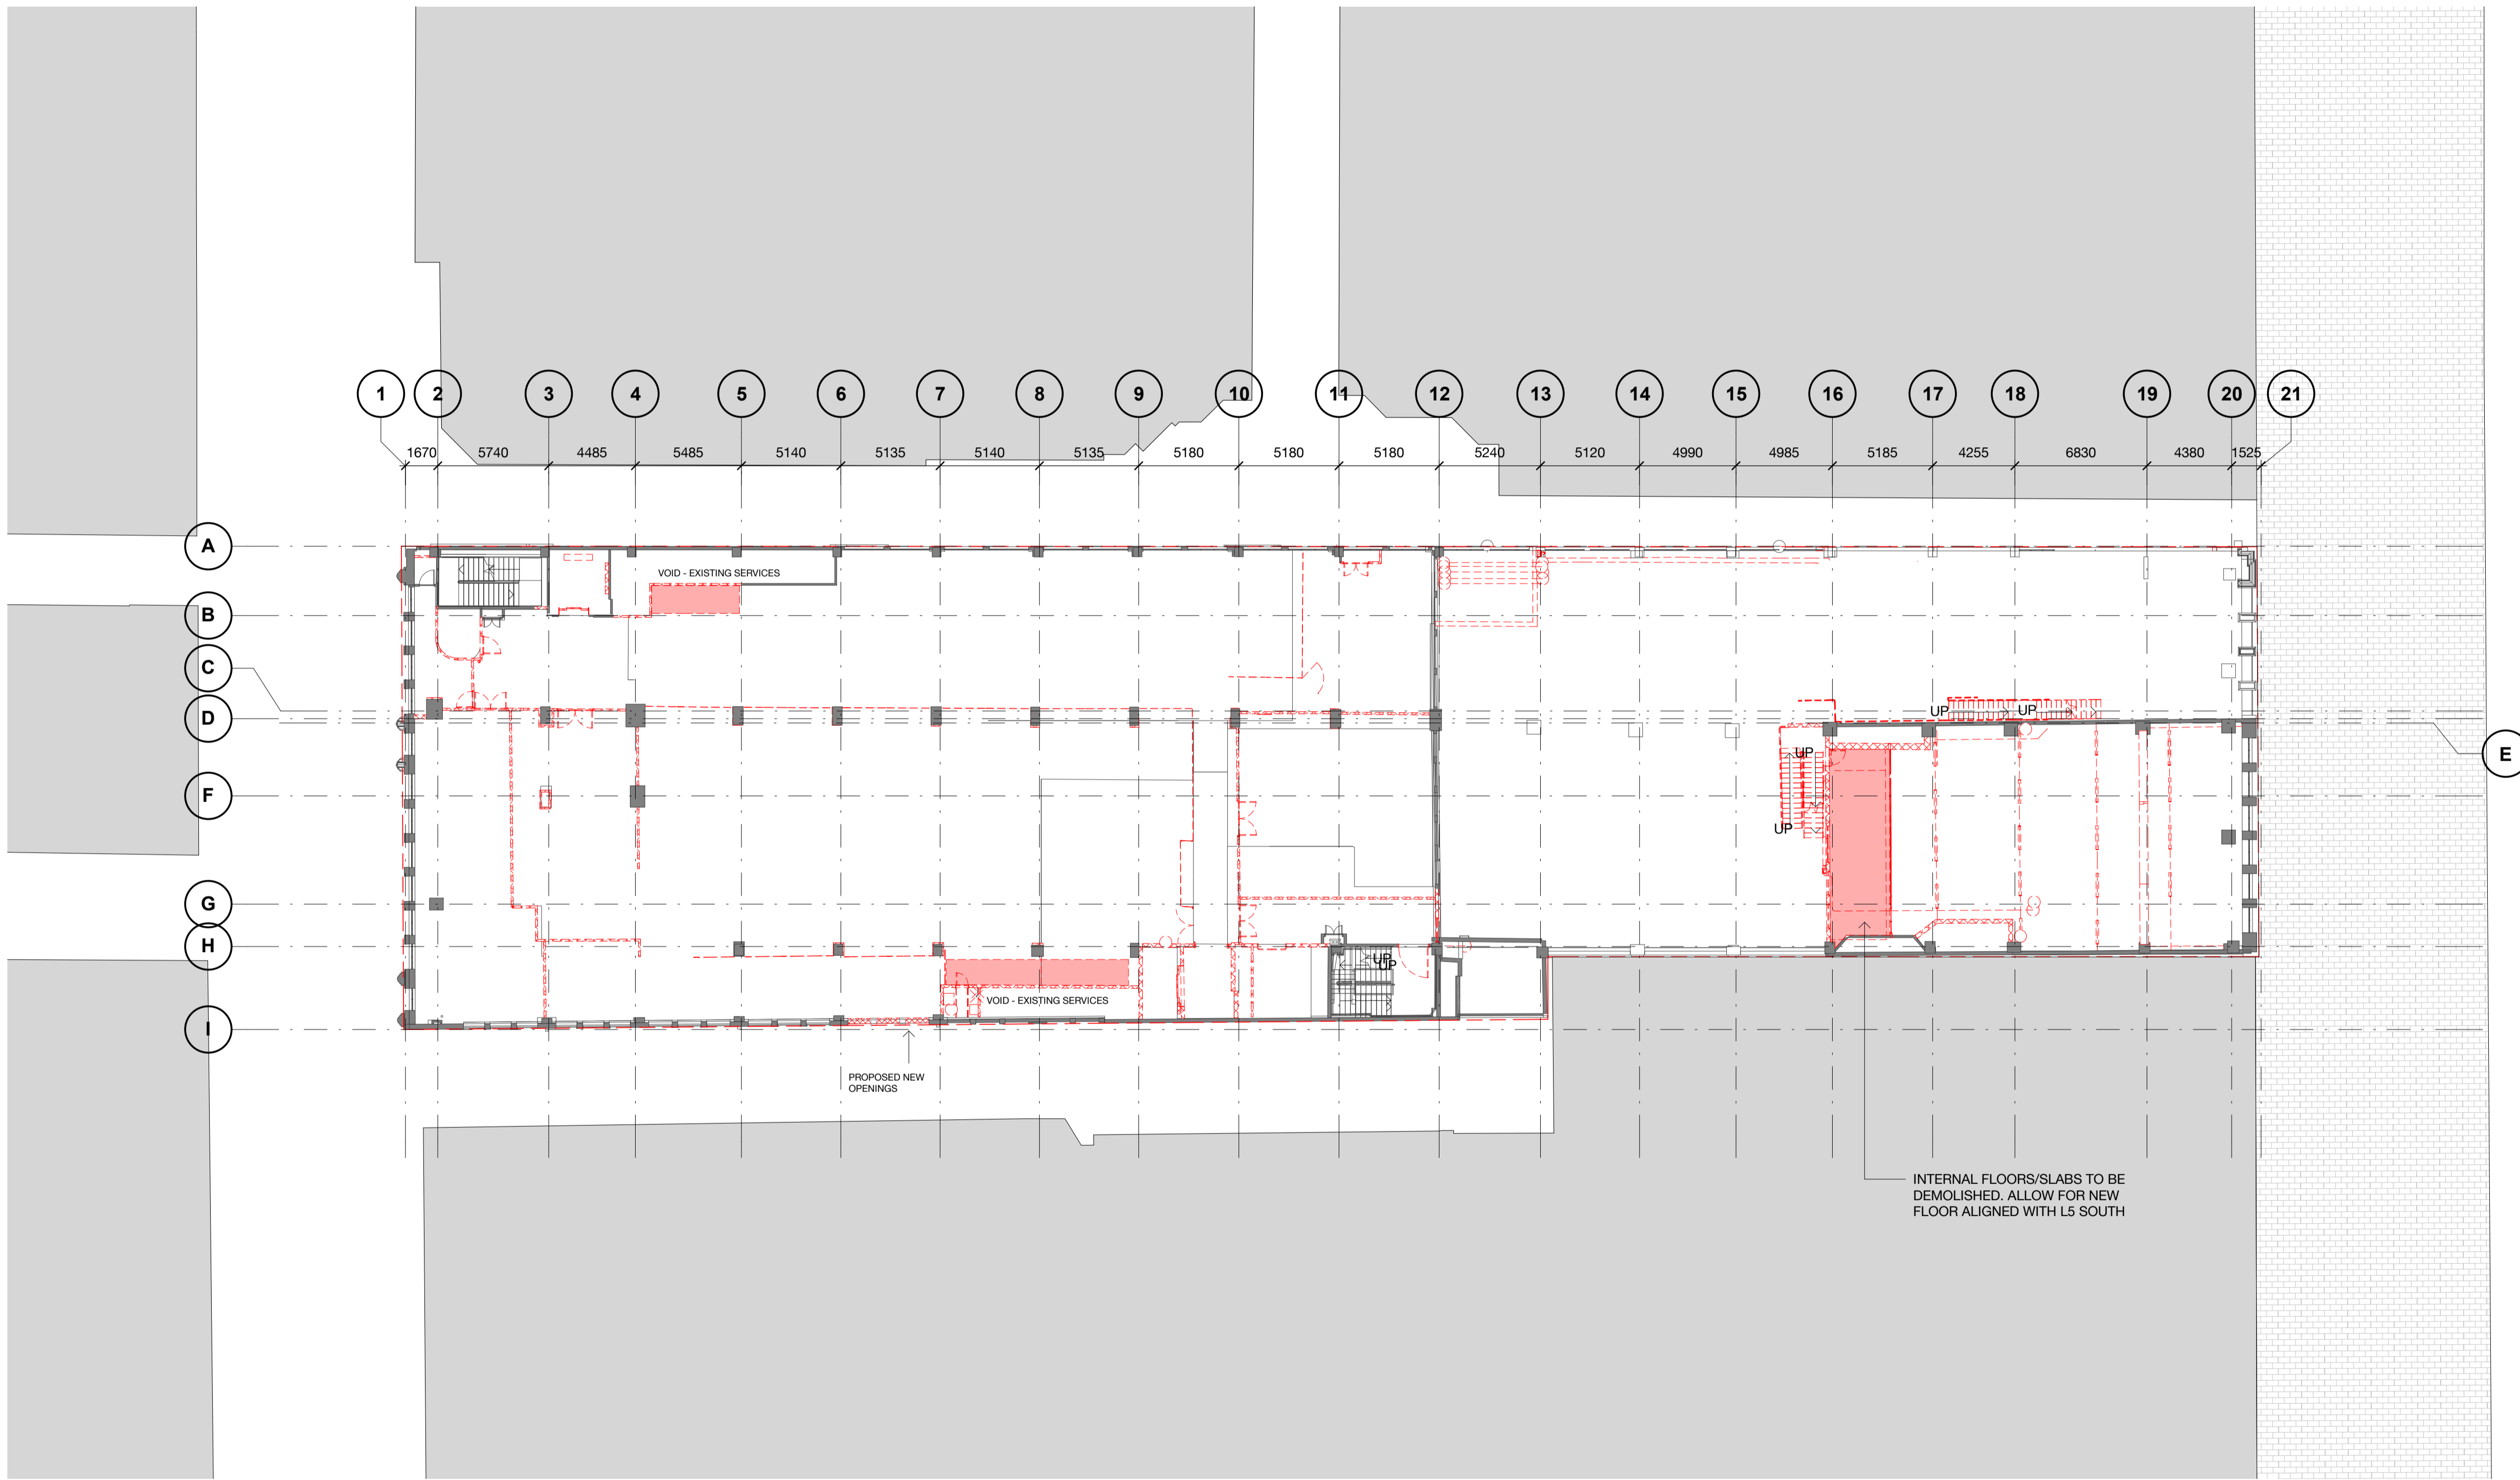 1 2 3 4 5 6 7 8 9 10 11 12 13 14 15 16 17 18 19 20 21
1670 5740 4485 5485 5140 5135 5140 5135 5180 5180 5180 5240 5120 4990 4985 5185 4255 6830 4380 1525
A
VOID - EXISTING SERVICES
B
C
D
UP UP
UP
E
F
UP
G
H
UP
UP
VOID - EXISTING SERVICES
I
PROPOSED NEW
OPENINGS
INTERNAL FLOORS/SLABS TO BE
DEMOLISHED. ALLOW FOR NEW
FLOOR ALIGNED WITH L5 SOUTH